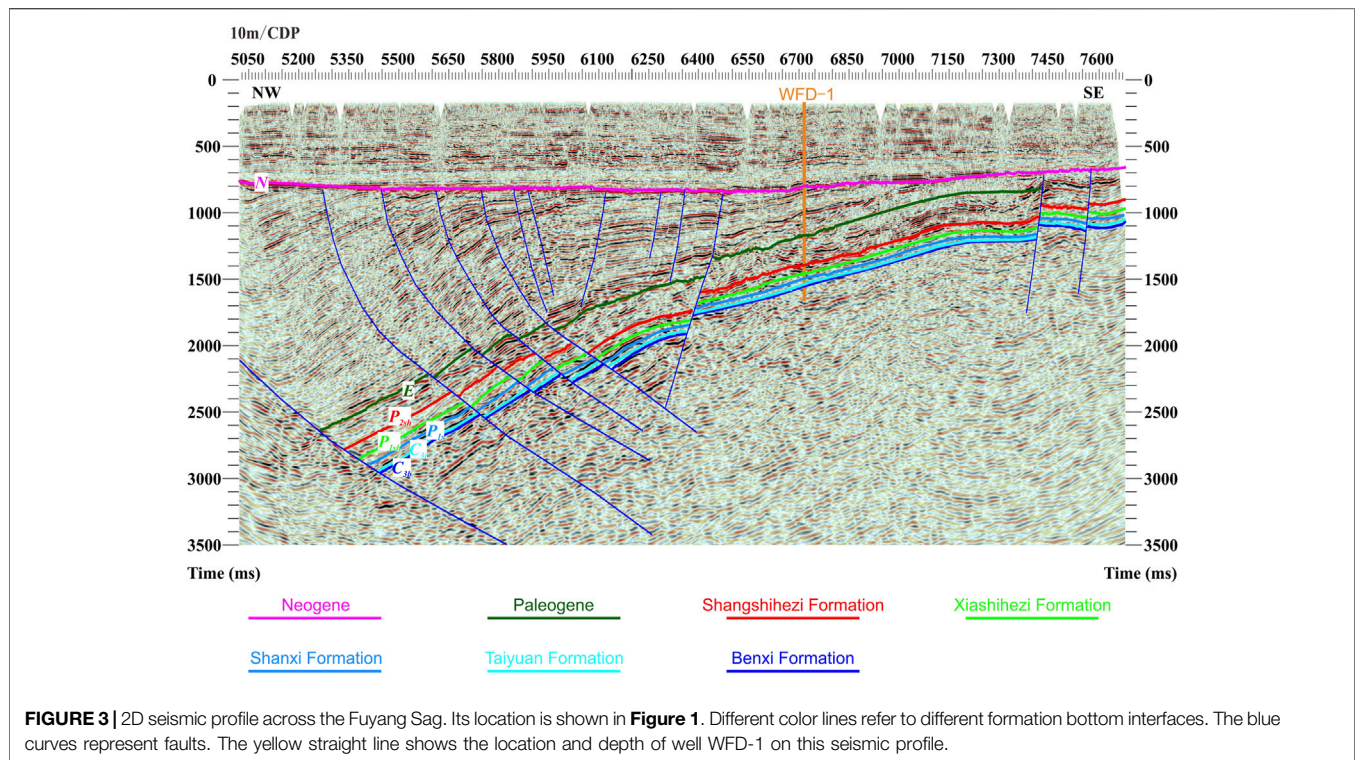 10m/CDP
5050 5200 5350 5500 5650 5800 5950 6100 6250 6400 6550 6700 6850 7000 7150 7300 7450 7600
0 0
NW WFD-1 SE
500 500
N
1000 1000
1500 1500
2000 2000
E
2500 2500
P2sh
C3b
3000 3000
3500 3500
Time (ms) Time (ms)
Neogene Paleogene Shangshihezi Formation Xiashihezi Formation
Shanxi Formation Taiyuan Formation Benxi Formation
FIGURE 3 | 2D seismic profile across the Fuyang Sag. Its location is shown in Figure 1. Different color lines refer to different formation bottom interfaces. The blue
curves represent faults. The yellow straight line shows the location and depth of well WFD-1 on this seismic profile.